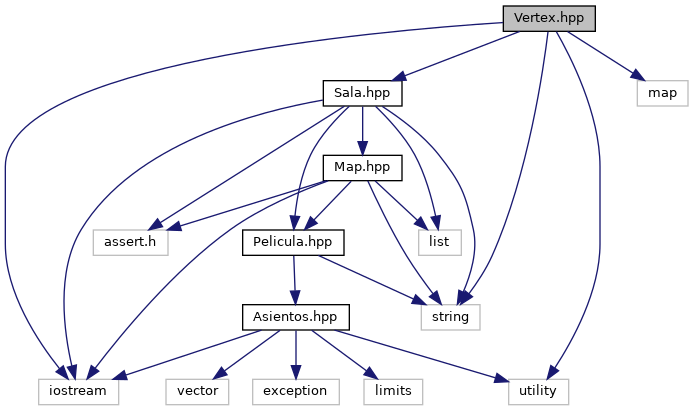 Vertex.hpp
Sala.hpp
map
Map.hpp
assert.h
Pelicula.hpp
list
Asientos.hpp
string
iostream
vector
exception
limits
utility